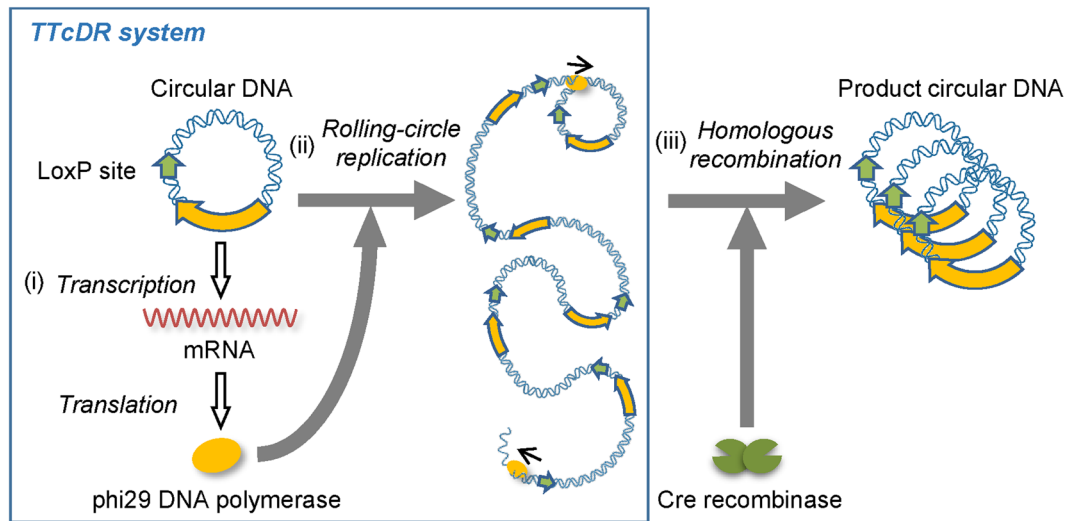 TTcDR system
Circular DNA
LoxP site
(i)
Transcription
mRNA
Translation
phi29 DNA polymerase
(ii)
Rolling-circle
replication
(iii)
Homologous
recombination
Cre recombinase
Product circular DNA